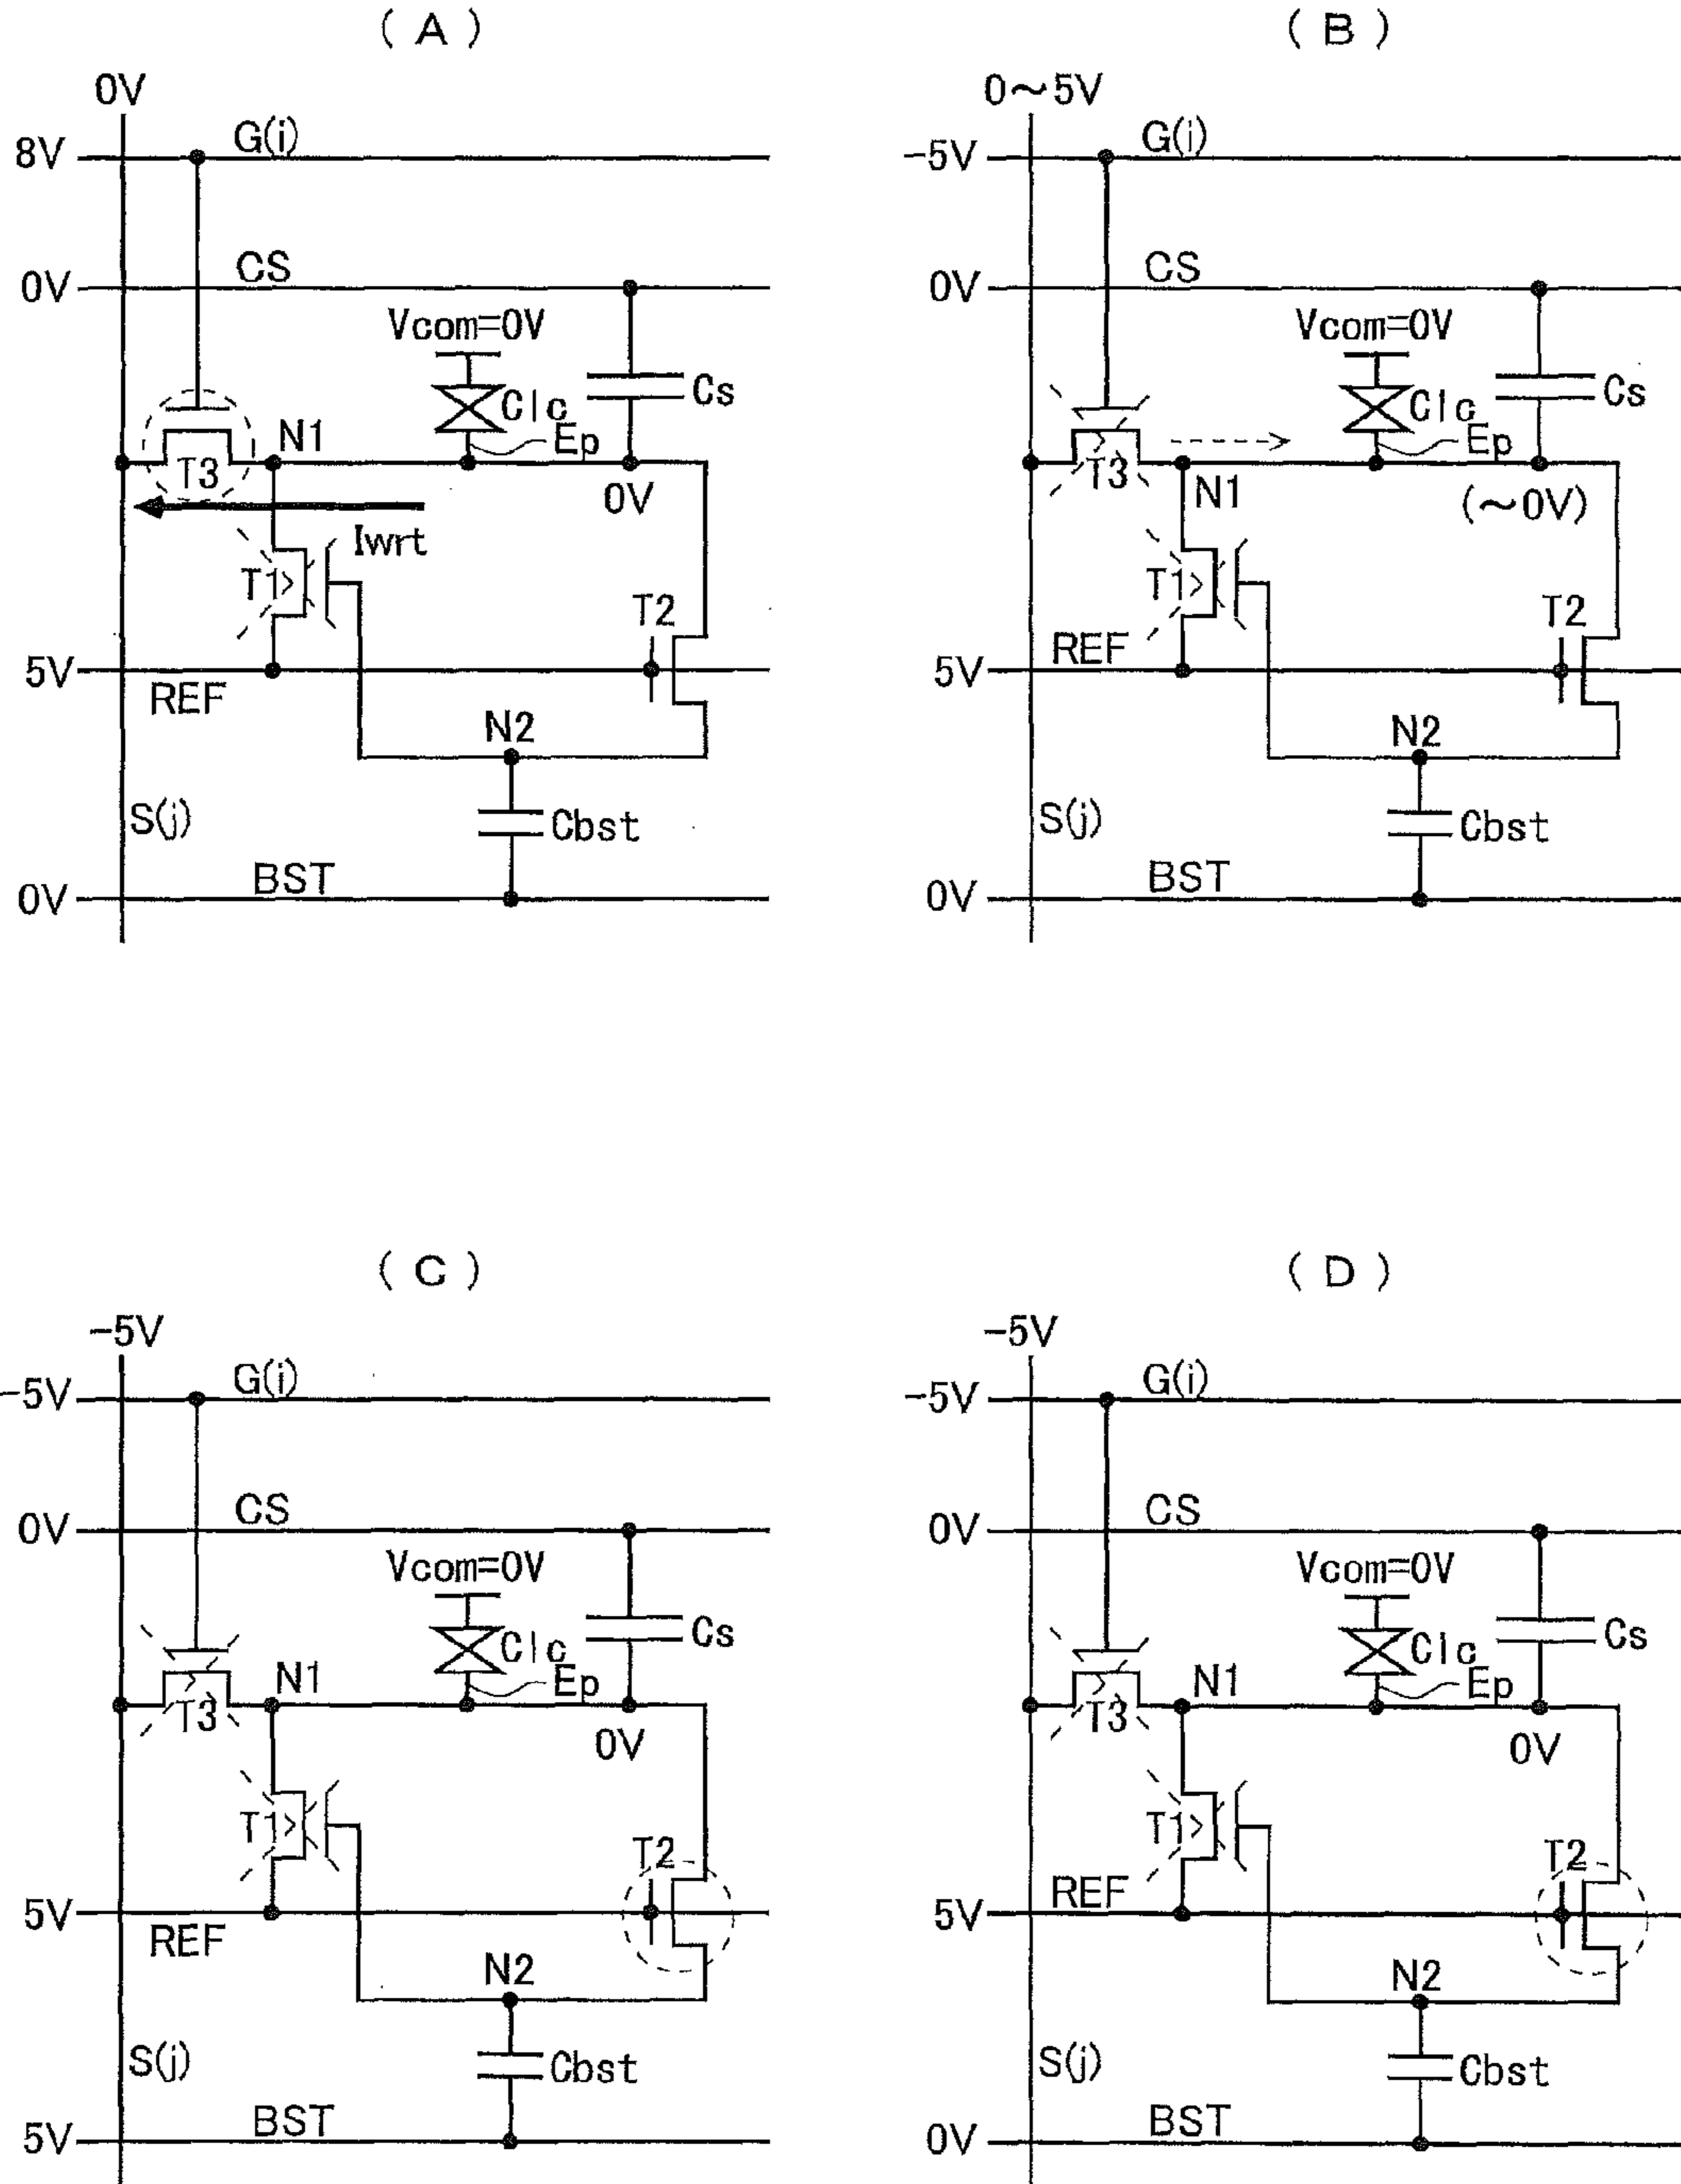 ( A )
0V
8V
G(i)
0V
CS
Vcom=0V
Clc
Cs
Ep
N1
T3
0V
Iwrt
T1
T2
5V
REF
N2
S(j)
Cbst
0V
BST
( B )
0~5V
-5V
G(i)
0V
CS
Vcom=0V
Clc
Cs
Ep
T3
N1
(~0V)
T1
T2
5V
REF
N2
S(j)
Cbst
0V
BST
( C )
-5V
-5V
G(i)
0V
CS
Vcom=0V
Clc
Cs
Ep
N1
T3
0V
T1
T2
5V
REF
N2
S(j)
Cbst
5V
BST
( D )
-5V
-5V
G(i)
0V
CS
Vcom=0V
Clc
Cs
Ep
N1
T3
0V
T1
T2
5V
REF
N2
S(j)
Cbst
0V
BST